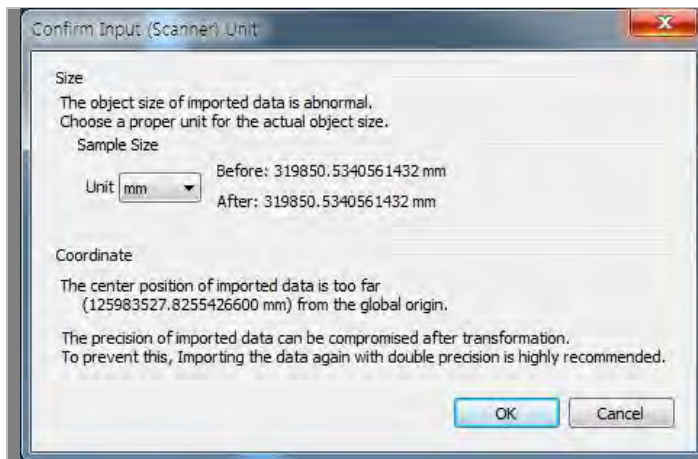 Confirm Input (Scanner) Unit
Size
The object size of imported data is abnormal.
Choose a proper unit for the actual object size.
Sample Size
Unit mm
Before: 319850.5340561432 mm
After: 319850.5340561432 mm
Coordinate
The center position of imported data is too far
(125983527.8255426600 mm) from the global origin.
The precision of imported data can be compromised after transformation.
To prevent this, Importing the data again with double precision is highly recommended.
OK Cancel